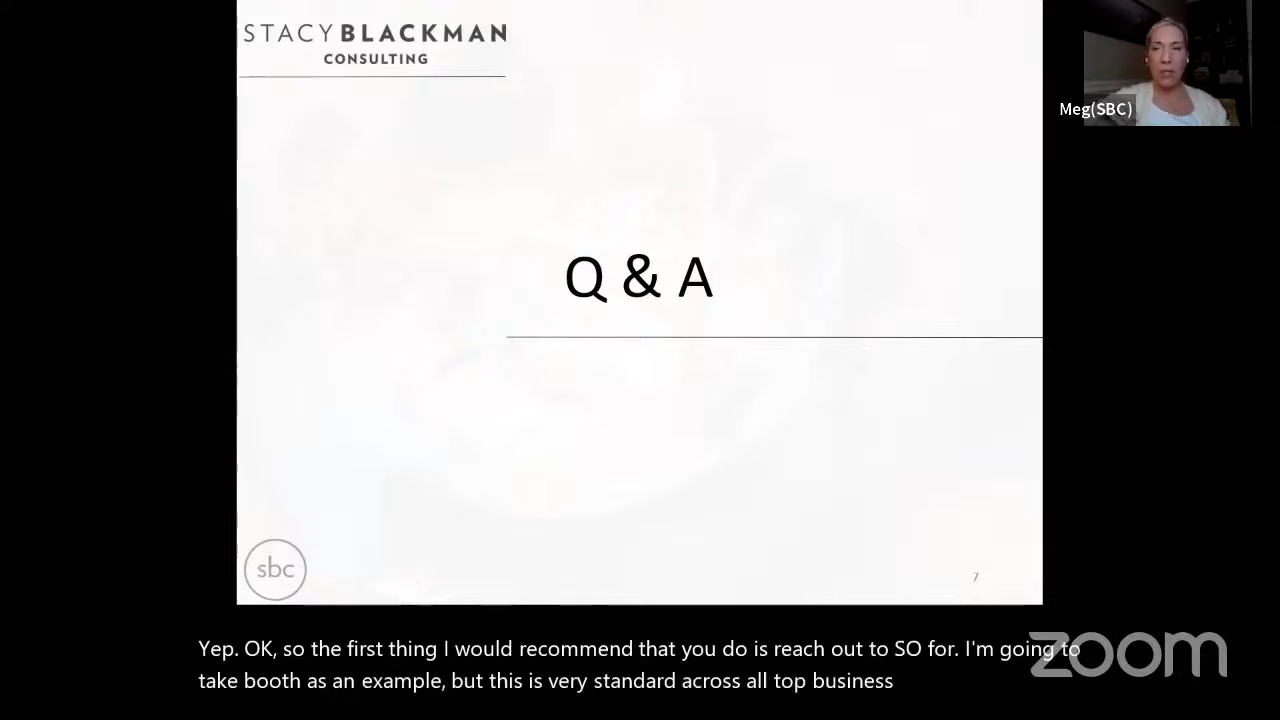 STACY BLACKMAN
CONSULTING
Meg(SBC)
Q & A
sbc
7
Yep. OK, so the first thing I would recommend that you do is reach out to SO for. I'm going to
take booth as an example, but this is very standard across all top business
zoom